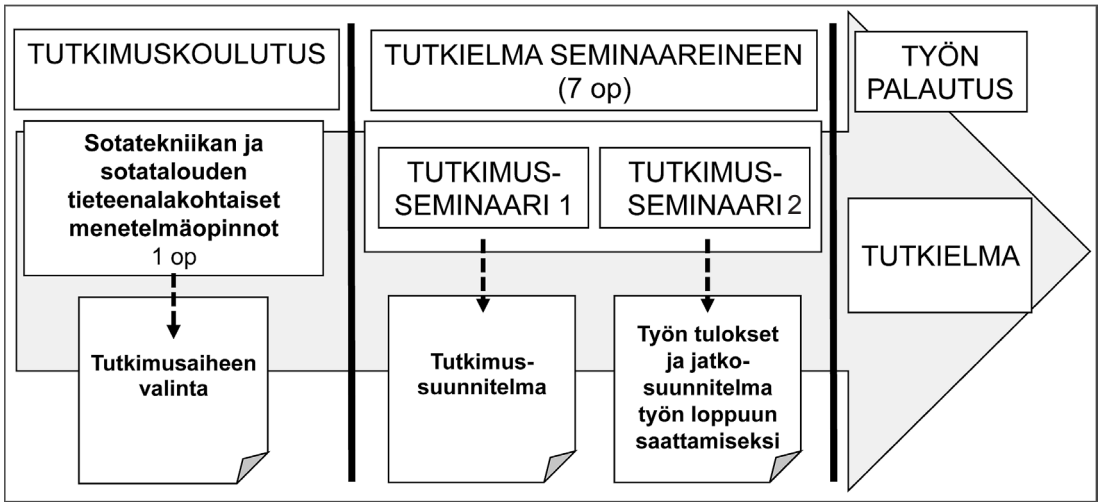 TUTKIMUSKOULUTUS
Sotatekniikan ja
sotatalouden
tieteenalakohtaiset
menetelmäopinnot
1 op
Tutkimusaiheen
valinta
TUTKIELMA SEMINAAREINEEN
(7 op)
TUTKIMUS-
SEMINAARI 1
TUTKIMUS-
SEMINAARI 2
Tutkimus-
suunnitelma
Työn tulokset
ja jatko-
suunnitelma
työn loppuun
saattamiseksi
TYÖN
PALAUTUS
TUTKIELMA